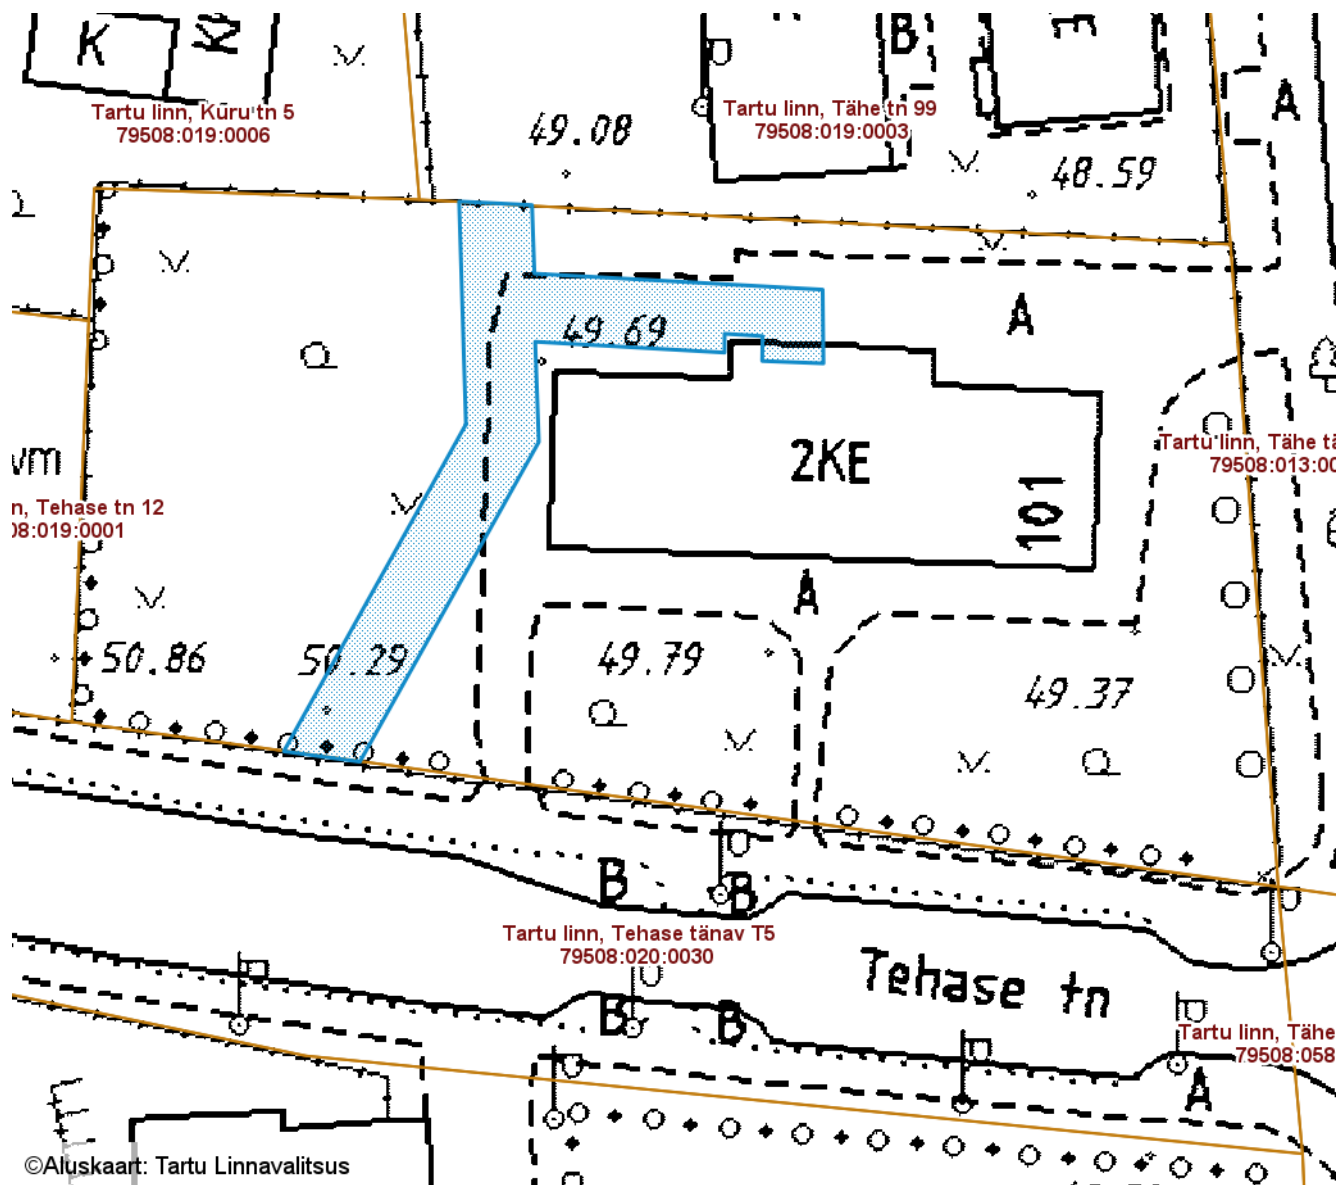 K
B
A
Tartu linn, Kuru tn 5
79508:019:0006
Tartu linn, Tähe tn 99
79508:019:0003
49.08
48.59
49.69
A
2KE
101
Tartu linn, Tähe
79508:013:00
vm
n, Tehase tn 12
08:019:0001
A
50.86
50.29
49.79
49.37
B
B
Tartu linn, Tehase tänav T5
79508:020:0030
Tehase tn
B
B
Tartu linn, Tähe
79508:058
A
©Aluskaart: Tartu Linnavalitsus